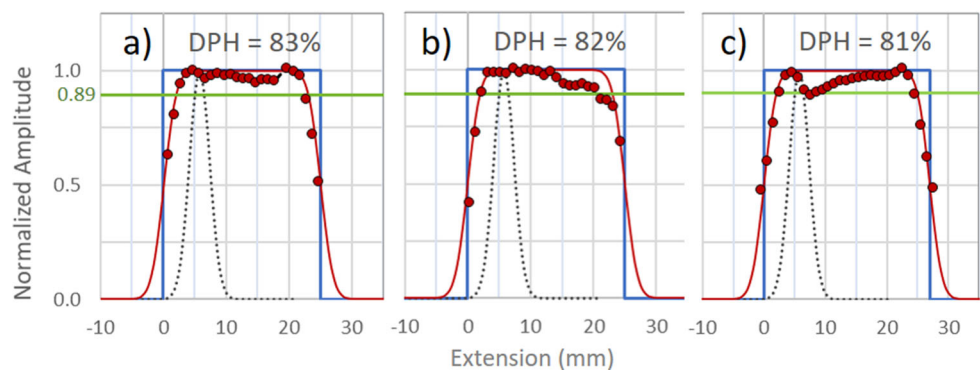 a) DPH = 83%
b) DPH = 82%
c) DPH = 81%
Normalized Amplitude
1.0
0.89
0.5
0.0
-10 0 10 20 30
-10 0 10 20 30
-10 0 10 20 30
Extension (mm)